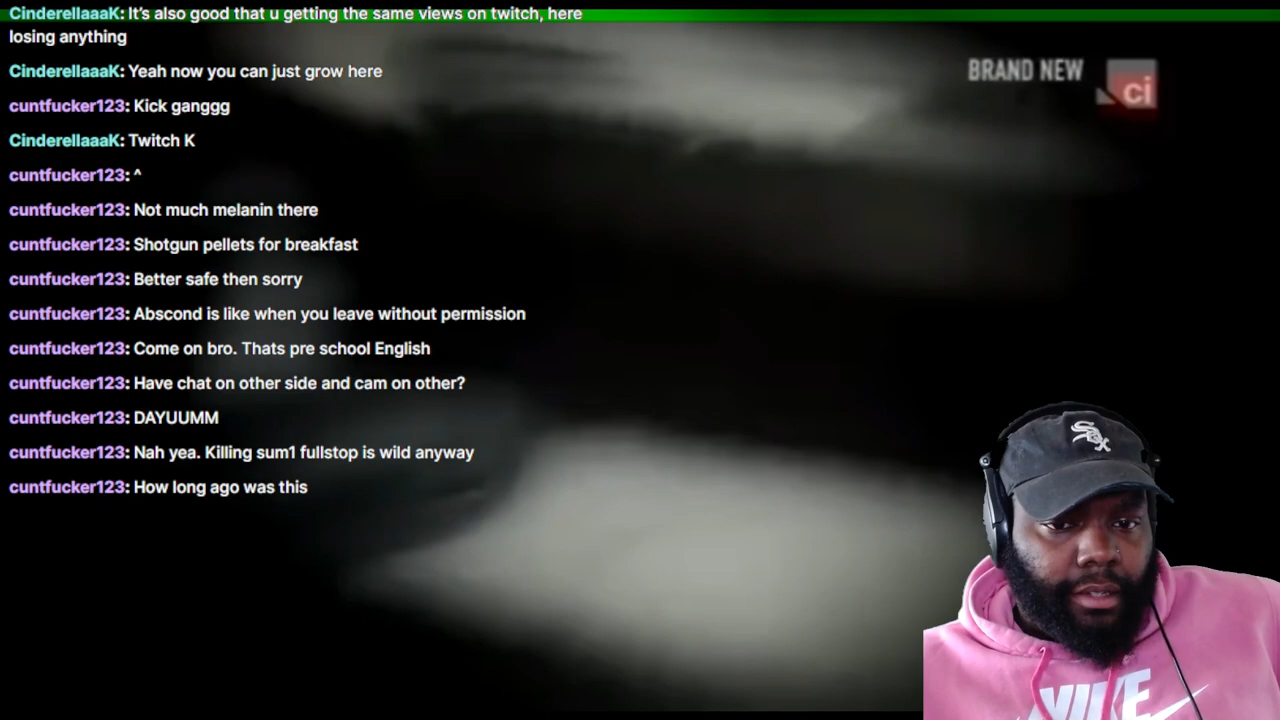 CinderellaaaK: It's also good that u getting the same views on twitch, here
losing anything
BRAND NEW
ci
CinderellaaaK: Yeah now you can just grow here
cuntfucker123: Kick ganggg
CinderellaaaK: Twitch K
cuntfucker123: ^
cuntfucker123: Not much melanin there
cuntfucker123: Shotgun pellets for breakfast
cuntfucker123: Better safe then sorry
cuntfucker123: Abscond is like when you leave without permission
cuntfucker123: Come on bro. Thats pre school English
cuntfucker123: Have chat on other side and cam on other?
cuntfucker123: DAYUUMM
cuntfucker123: Nah yea. Killing sum1 fullstop is wild anyway
cuntfucker123: How long ago was this
SOX
NIKE